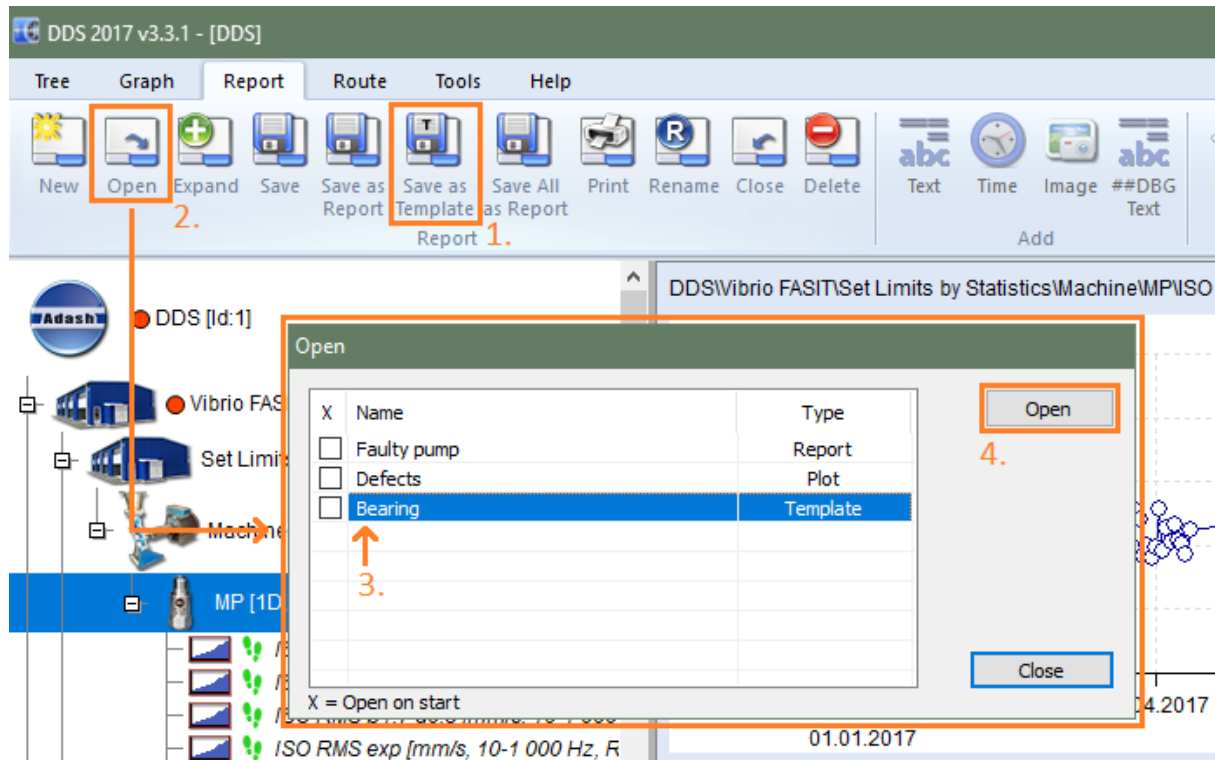 DDS 2017 v3.3.1 - [DDS]
Tree Graph Report Route Tools Help
New Open Expand Save Save as Report Save as Template Save All as Report Print Rename Close Delete Text Time Image ##DBG Text
2.
1.
Report
Add
Adash
DDS [Id:1]
DDS\Vibrio FASIT\Set Limits by Statistics\Machine\MP\ISO
Open
Vibrio FAS
X Name Type
Open
Faulty pump Report
4.
Set Limits
Defects Plot
Bearing Template
Machine
3.
MP [1D
Close
X = Open on start
04.2017
ISO RMS exp [mm/s, 10-1 000 Hz, R
01.01.2017